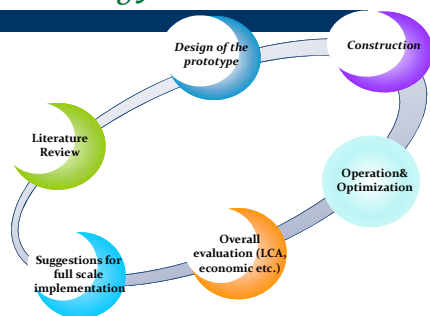 Design of the
prototype
Construction
Literature
Review
Operation&
Optimization
Overall
evaluation (LCA,
economic etc.)
Suggestions for
full scale
implementation